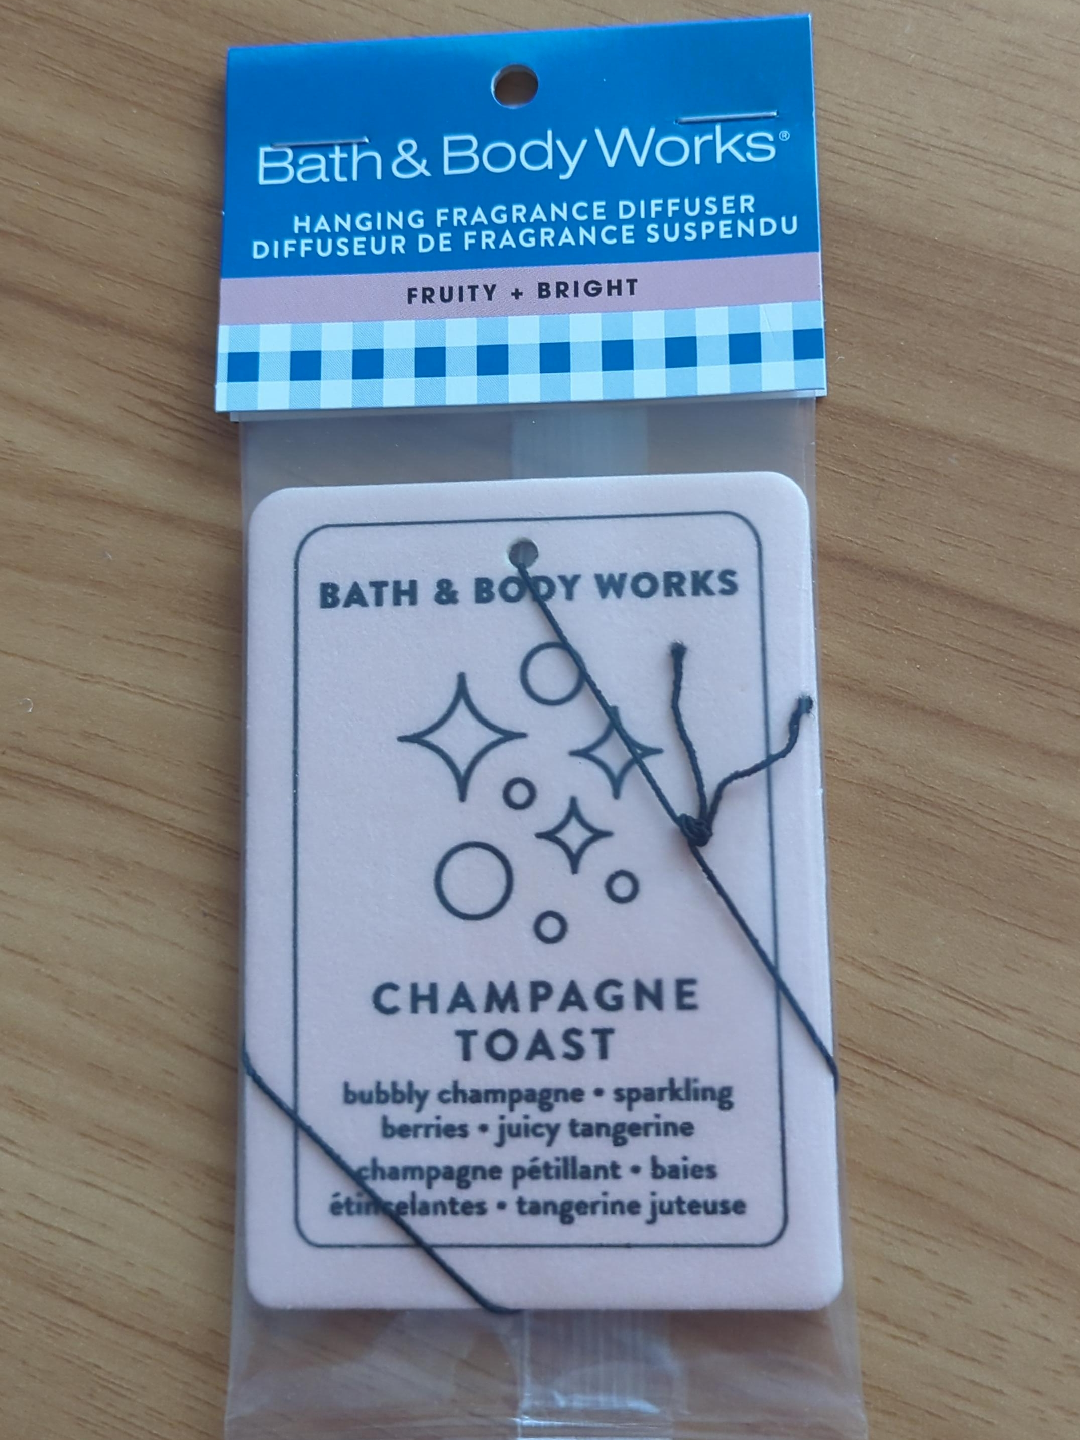 Bath & Body Works®
HANGING FRAGRANCE DIFFUSER
DIFFUSEUR DE FRAGRANCE SUSPENDU
FRUITY + BRIGHT
BATH & BODY WORKS
CHAMPAGNE
TOAST
bubbly champagne • sparkling
berries • juicy tangerine
champagne pétillant • baies
étincelantes • tangerine juteuse